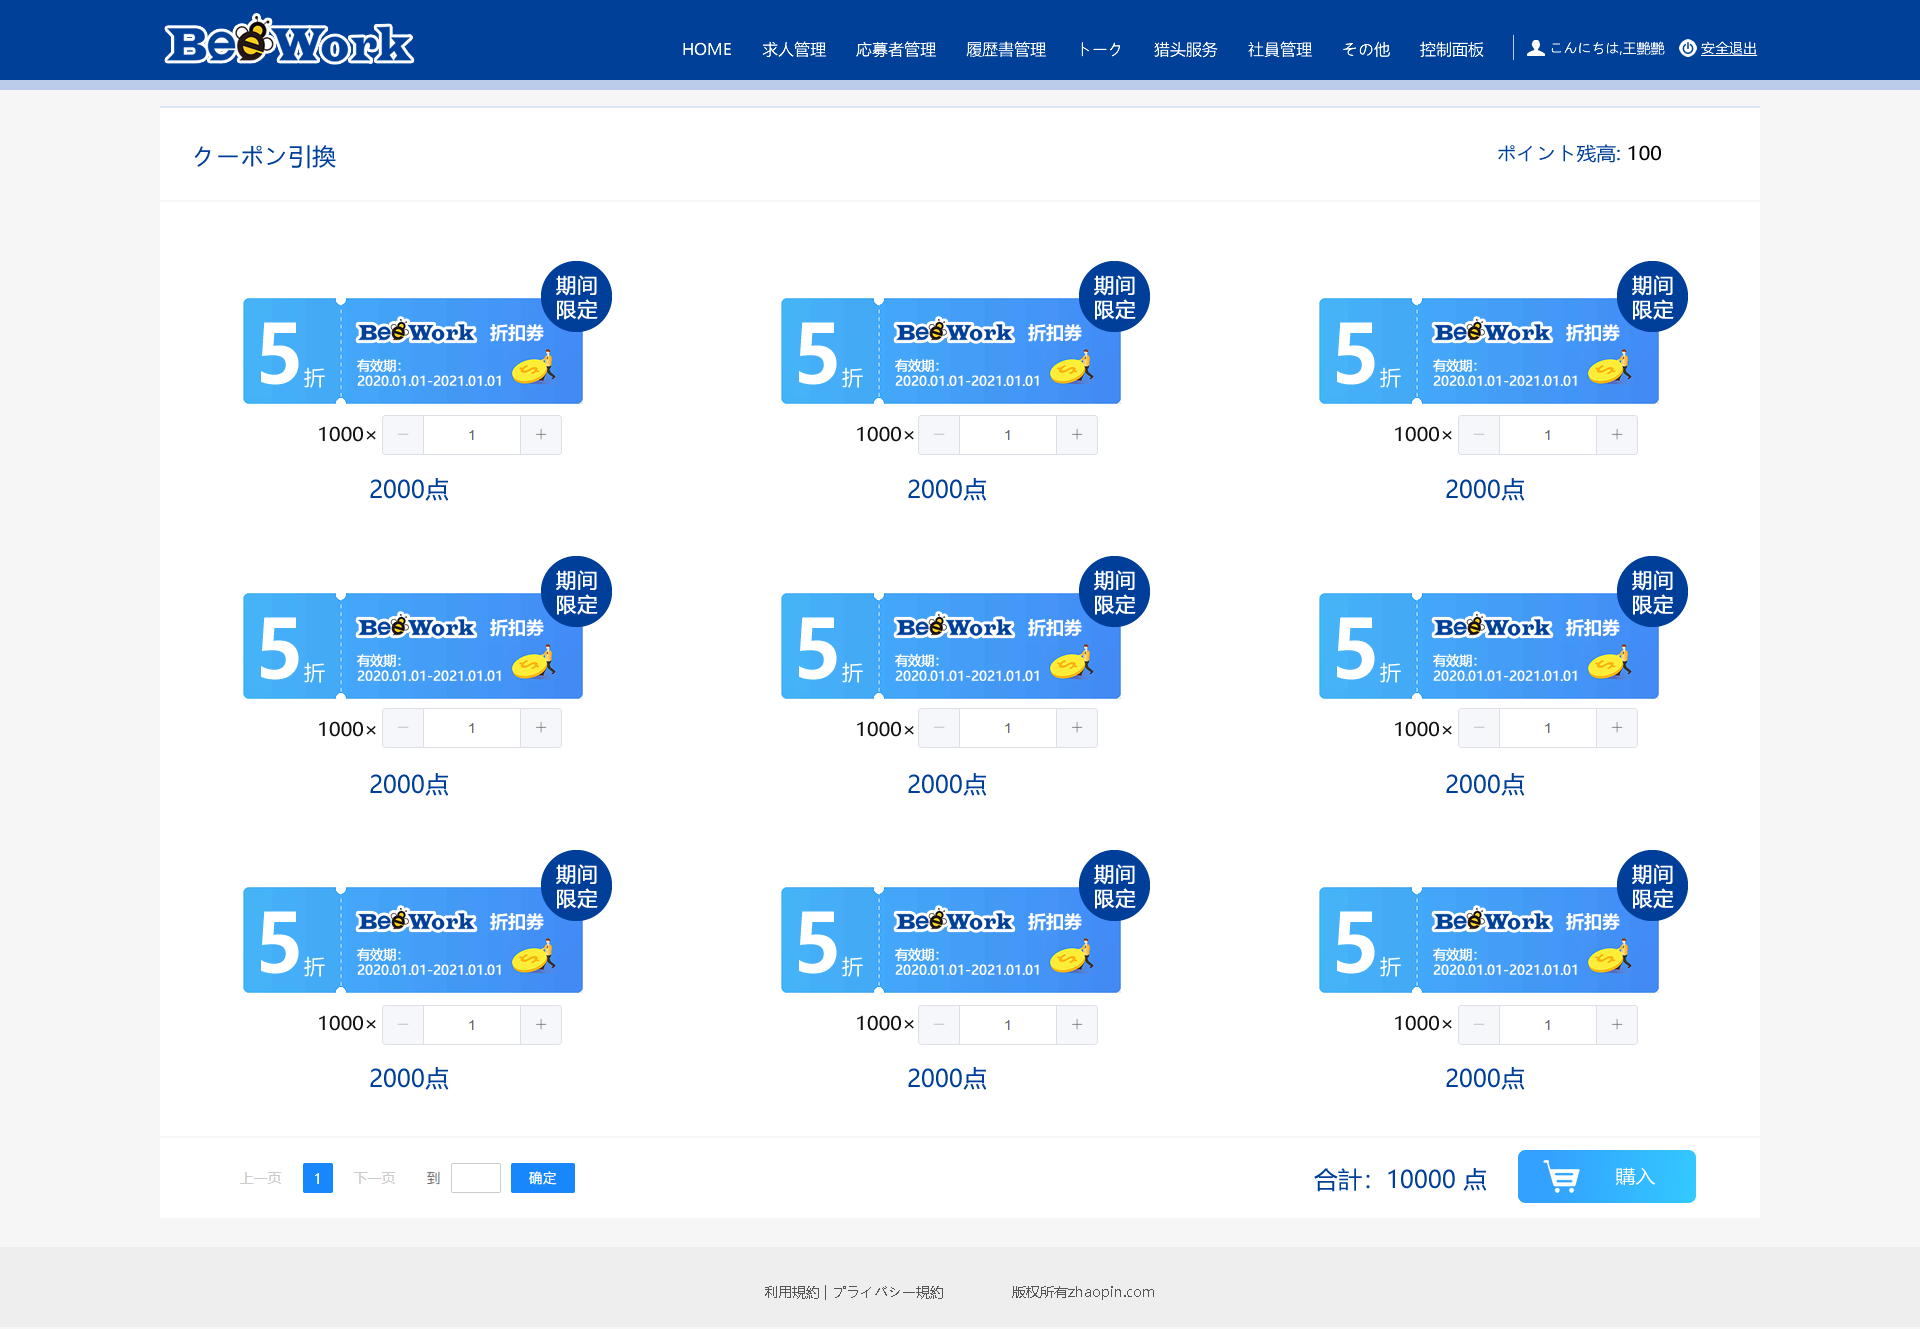 BeeWork
HOME 求人管理 応募者管理 履歴書管理 トーク 猎头服务 社員管理 その他 控制面板 こんにちは,王艷艷 安全退出
クーポン引換
ポイント残高: 100
期间
限定
5折
BeeWork 折扣券
有效期：
2020.01.01-2021.01.01
1000× − 1 +
2000点
期间
限定
5折
BeeWork 折扣券
有效期：
2020.01.01-2021.01.01
1000× − 1 +
2000点
期间
限定
5折
BeeWork 折扣券
有效期：
2020.01.01-2021.01.01
1000× − 1 +
2000点
期间
限定
5折
BeeWork 折扣券
有效期：
2020.01.01-2021.01.01
1000× − 1 +
2000点
期间
限定
5折
BeeWork 折扣券
有效期：
2020.01.01-2021.01.01
1000× − 1 +
2000点
期间
限定
5折
BeeWork 折扣券
有效期：
2020.01.01-2021.01.01
1000× − 1 +
2000点
期间
限定
5折
BeeWork 折扣券
有效期：
2020.01.01-2021.01.01
1000× − 1 +
2000点
期间
限定
5折
BeeWork 折扣券
有效期：
2020.01.01-2021.01.01
1000× − 1 +
2000点
期间
限定
5折
BeeWork 折扣券
有效期：
2020.01.01-2021.01.01
1000× − 1 +
2000点
上一页 1 下一页 到 确定
合計：10000 点
購入
利用規約 | プライバシー規約 版权所有zhaopin.com